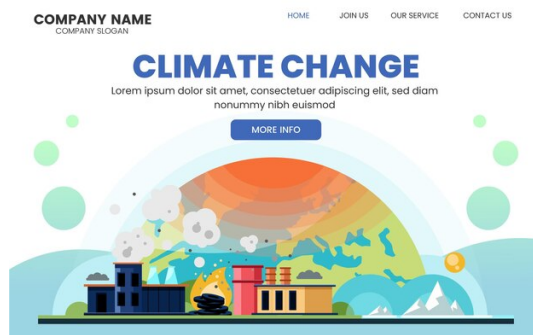 COMPANY NAME
COMPANY SLOGAN
HOME JOIN US OUR SERVICE CONTACT US
CLIMATE CHANGE
Lorem ipsum dolor sit amet, consectetuer adipiscing elit, sed diam
nonummy nibh euismod
MORE INFO